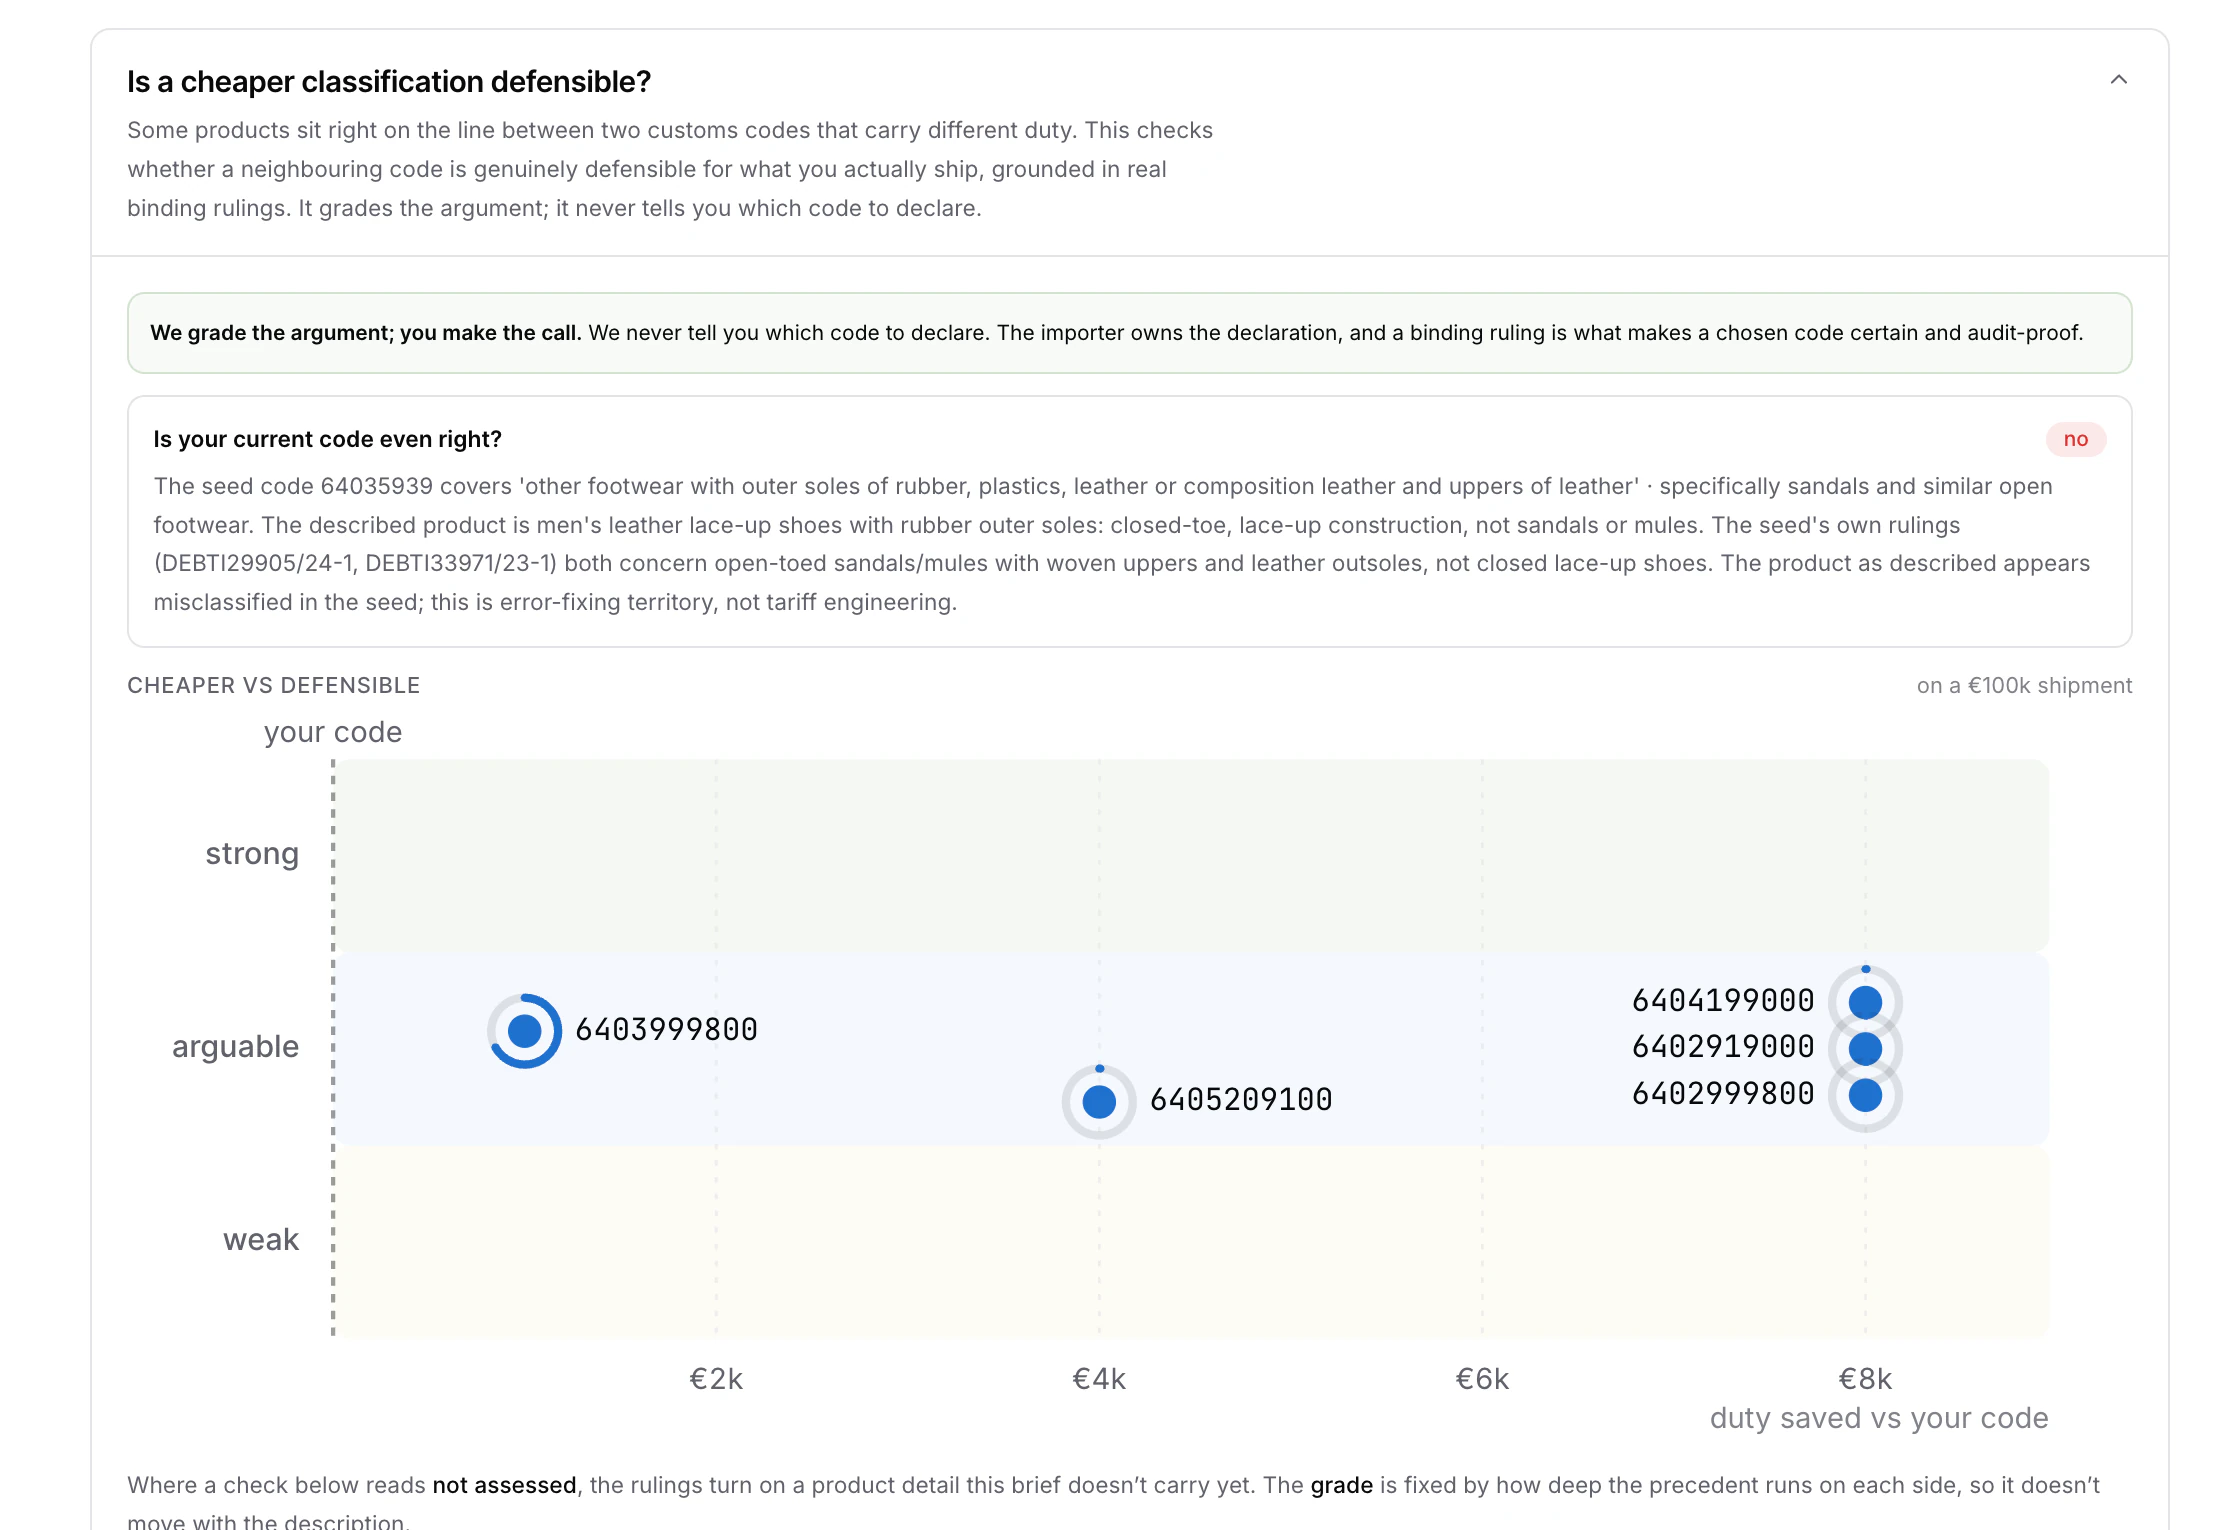 Is a cheaper classification defensible?
Some products sit right on the line between two customs codes that carry different duty. This checks
whether a neighbouring code is genuinely defensible for what you actually ship, grounded in real
binding rulings. It grades the argument; it never tells you which code to declare.
We grade the argument; you make the call. We never tell you which code to declare. The importer owns the declaration, and a binding ruling is what makes a chosen code certain and audit-proof.
Is your current code even right?
no
The seed code 64035939 covers 'other footwear with outer soles of rubber, plastics, leather or composition leather and uppers of leather' · specifically sandals and similar open
footwear. The described product is men's leather lace-up shoes with rubber outer soles: closed-toe, lace-up construction, not sandals or mules. The seed's own rulings
(DEBTI29905/24-1, DEBTI33971/23-1) both concern open-toed sandals/mules with woven uppers and leather outsoles, not closed lace-up shoes. The product as described appears
misclassified in the seed; this is error-fixing territory, not tariff engineering.
CHEAPER VS DEFENSIBLE
on a €100k shipment
your code
strong
arguable
weak
6403999800
6405209100
6404199000
6402919000
6402999800
€2k
€4k
€6k
€8k
duty saved vs your code
Where a check below reads not assessed, the rulings turn on a product detail this brief doesn’t carry yet. The grade is fixed by how deep the precedent runs on each side, so it doesn’t
move with the description.